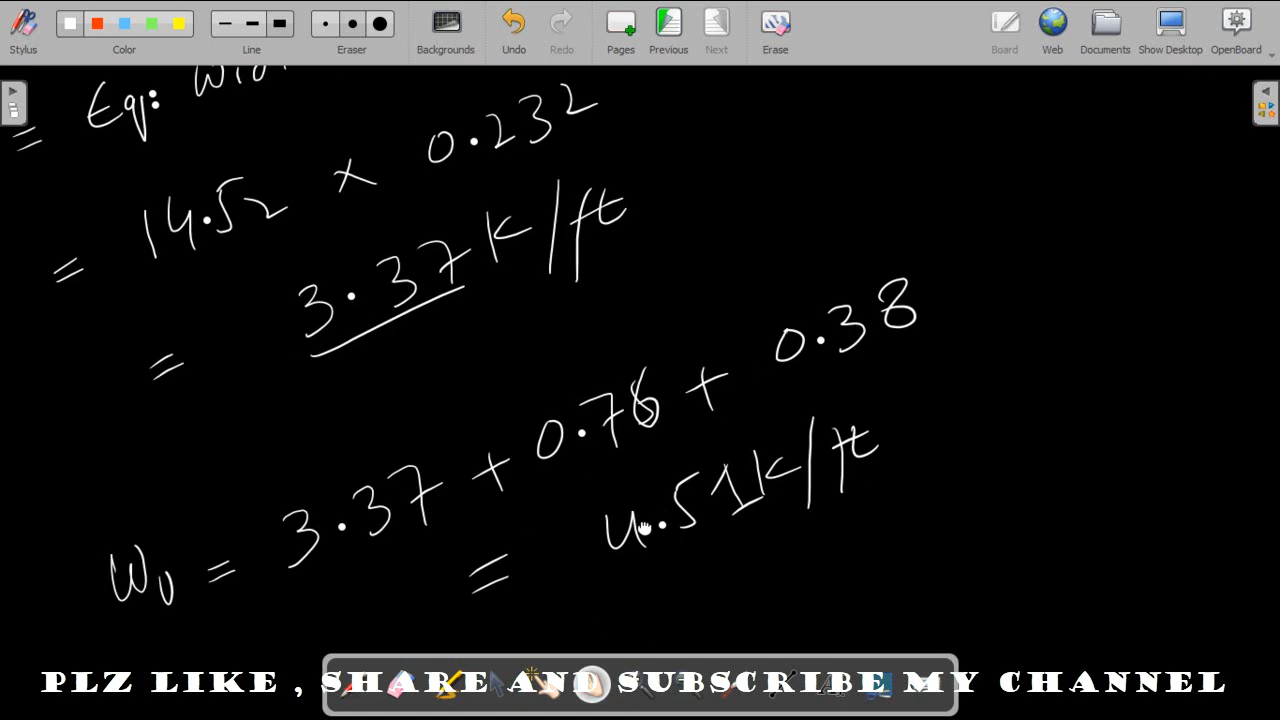 Stylus
Color
Line
Eraser
Backgrounds
Undo
Redo
Pages
Previous
Next
Erase
Board
Web
Documents
Show Desktop
OpenBoard
= Eq:
14.52 × 0.232
= 3.37 k/ft
=
W0 = 3.37 + 0.76 + 0.38
= 4.51 k/ft
PLZ LIKE , SHARE AND SUBSCRIBE MY CHANNEL